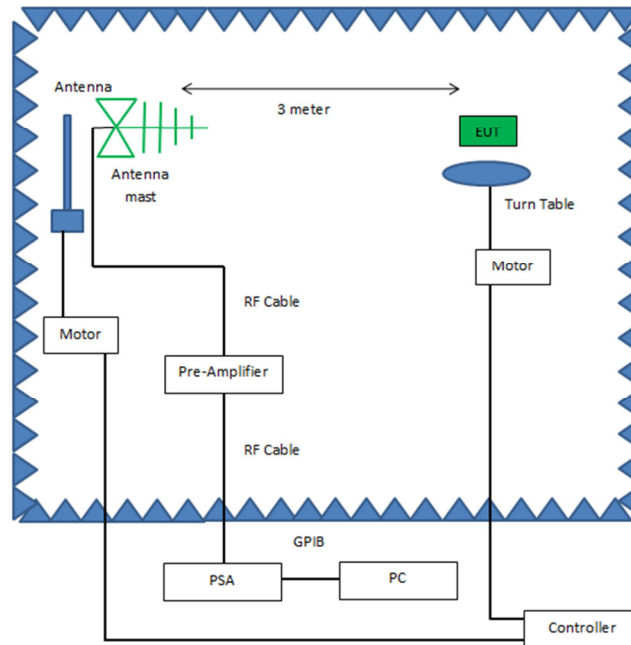 Antenna
3 meter
EUT
Antenna
mast
Turn Table
Motor
RF Cable
Motor
Pre-Amplifier
RF Cable
GPIB
PSA
PC
Controller